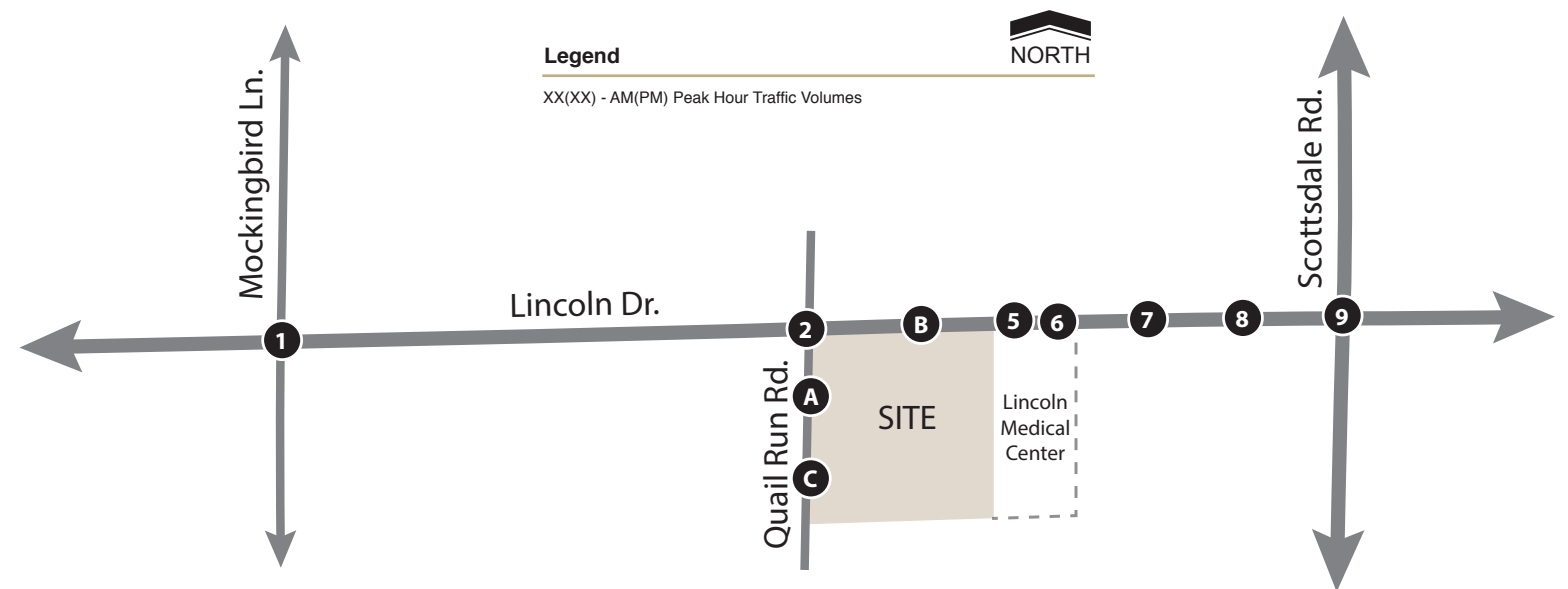 Legend
NORTH
XX(XX) - AM(PM) Peak Hour Traffic Volumes
Mockingbird Ln.
Scottsdale Rd.
Lincoln Dr.
1
2
B
5
6
7
8
9
Quail Run Rd.
A
C
SITE
Lincoln
Medical
Center